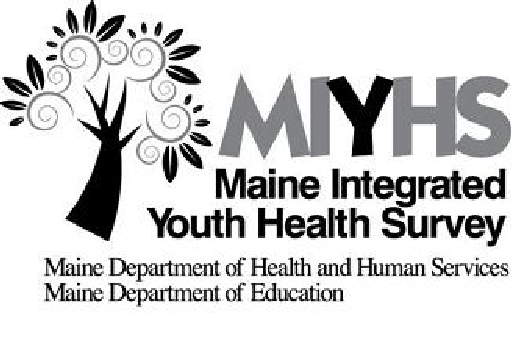 MIYHS
Maine Integrated
Youth Health Survey
Maine Department of Health and Human Services
Maine Department of Education